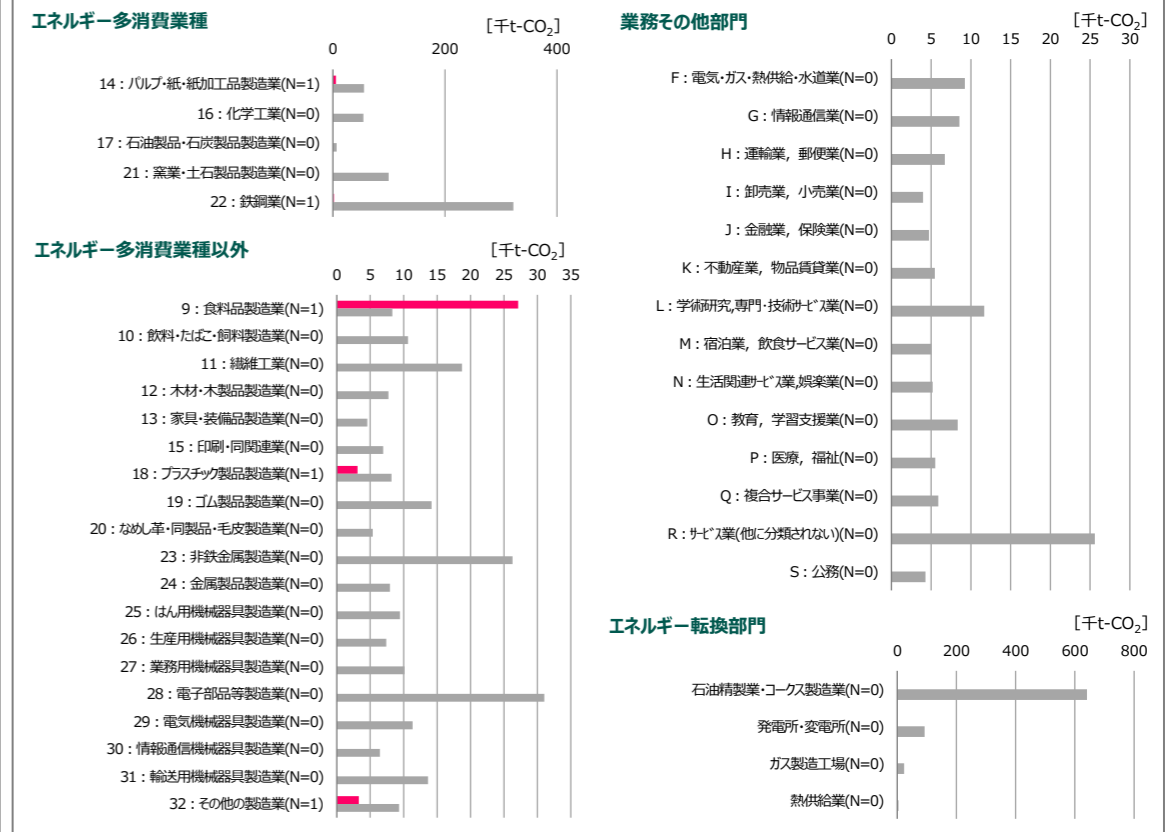 エネルギー多消費業種
[千t-CO2]
0 200 400
14:パルプ・紙・紙加工品製造業(N=1)
16:化学工業(N=0)
17:石油製品・石炭製品製造業(N=0)
21:窯業・土石製品製造業(N=0)
22:鉄鋼業(N=1)
エネルギー多消費業種以外
[千t-CO2]
0 5 10 15 20 25 30 35
9:食料品製造業(N=1)
10:飲料・たばこ・飼料製造業(N=0)
11:繊維工業(N=0)
12:木材・木製品製造業(N=0)
13:家具・装備品製造業(N=0)
15:印刷・同関連業(N=0)
18:プラスチック製品製造業(N=1)
19:ゴム製品製造業(N=0)
20:なめし革・同製品・毛皮製造業(N=0)
23:非鉄金属製造業(N=0)
24:金属製品製造業(N=0)
25:はん用機械器具製造業(N=0)
26:生産用機械器具製造業(N=0)
27:業務用機械器具製造業(N=0)
28:電子部品等製造業(N=0)
29:電気機械器具製造業(N=0)
30:情報通信機械器具製造業(N=0)
31:輸送用機械器具製造業(N=0)
32:その他の製造業(N=1)
業務その他部門
[千t-CO2]
0 5 10 15 20 25 30
F:電気・ガス・熱供給・水道業(N=0)
G:情報通信業(N=0)
H:運輸業,郵便業(N=0)
I:卸売業,小売業(N=0)
J:金融業,保険業(N=0)
K:不動産業,物品賃貸業(N=0)
L:学術研究,専門・技術サービス業(N=0)
M:宿泊業,飲食サービス業(N=0)
N:生活関連サービス業,娯楽業(N=0)
O:教育,学習支援業(N=0)
P:医療,福祉(N=0)
Q:複合サービス事業(N=0)
R:サービス業(他に分類されない)(N=0)
S:公務(N=0)
エネルギー転換部門
[千t-CO2]
0 200 400 600 800
石油精製業・コークス製造業(N=0)
発電所・変電所(N=0)
ガス製造工場(N=0)
熱供給業(N=0)